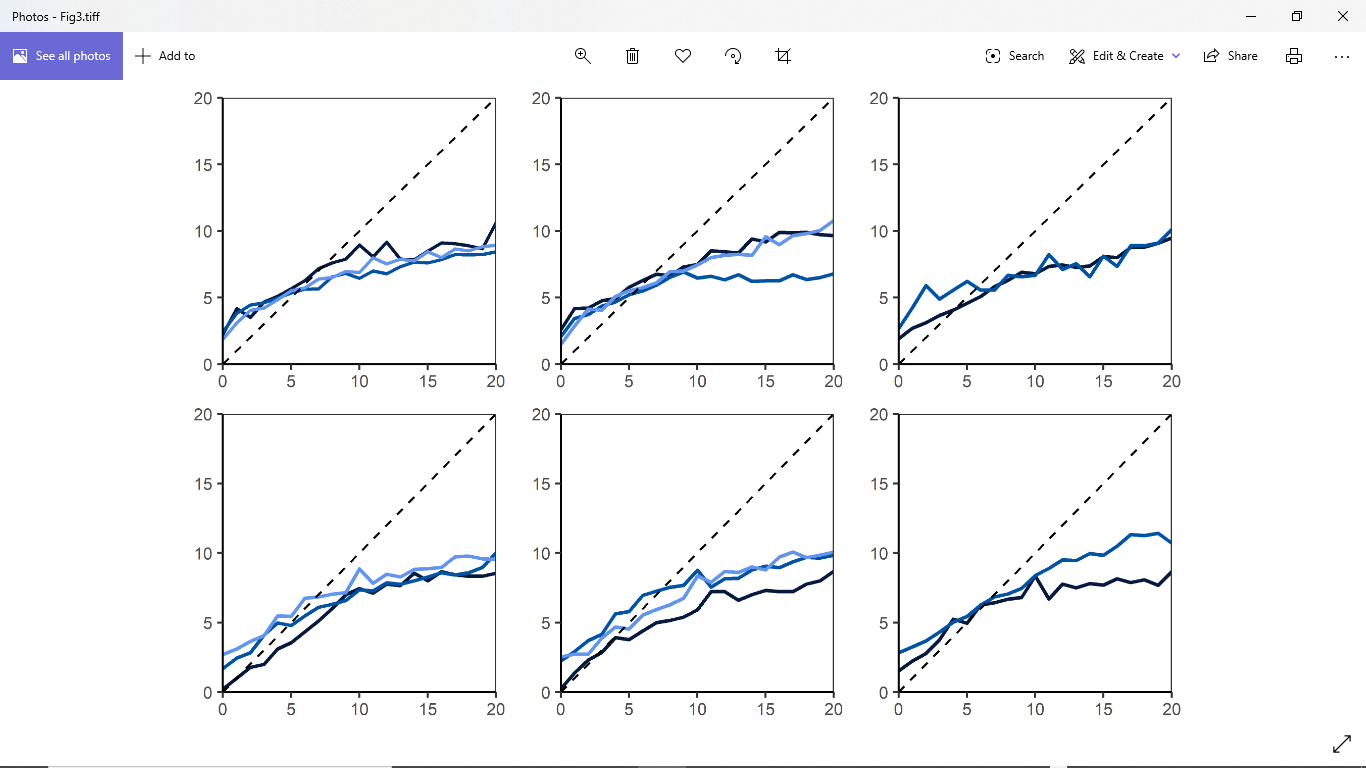 Photos - Fig3.tiff
See all photos
Add to
Search
Edit & Create
Share
20 20 20
15 15 15
10 10 10
5 5 5
0 0 0
0 5 10 15 20 0 5 10 15 20 0 5 10 15 20
20 20 20
15 15 15
10 10 10
5 5 5
0 0 0
0 5 10 15 20 0 5 10 15 20 0 5 10 15 20